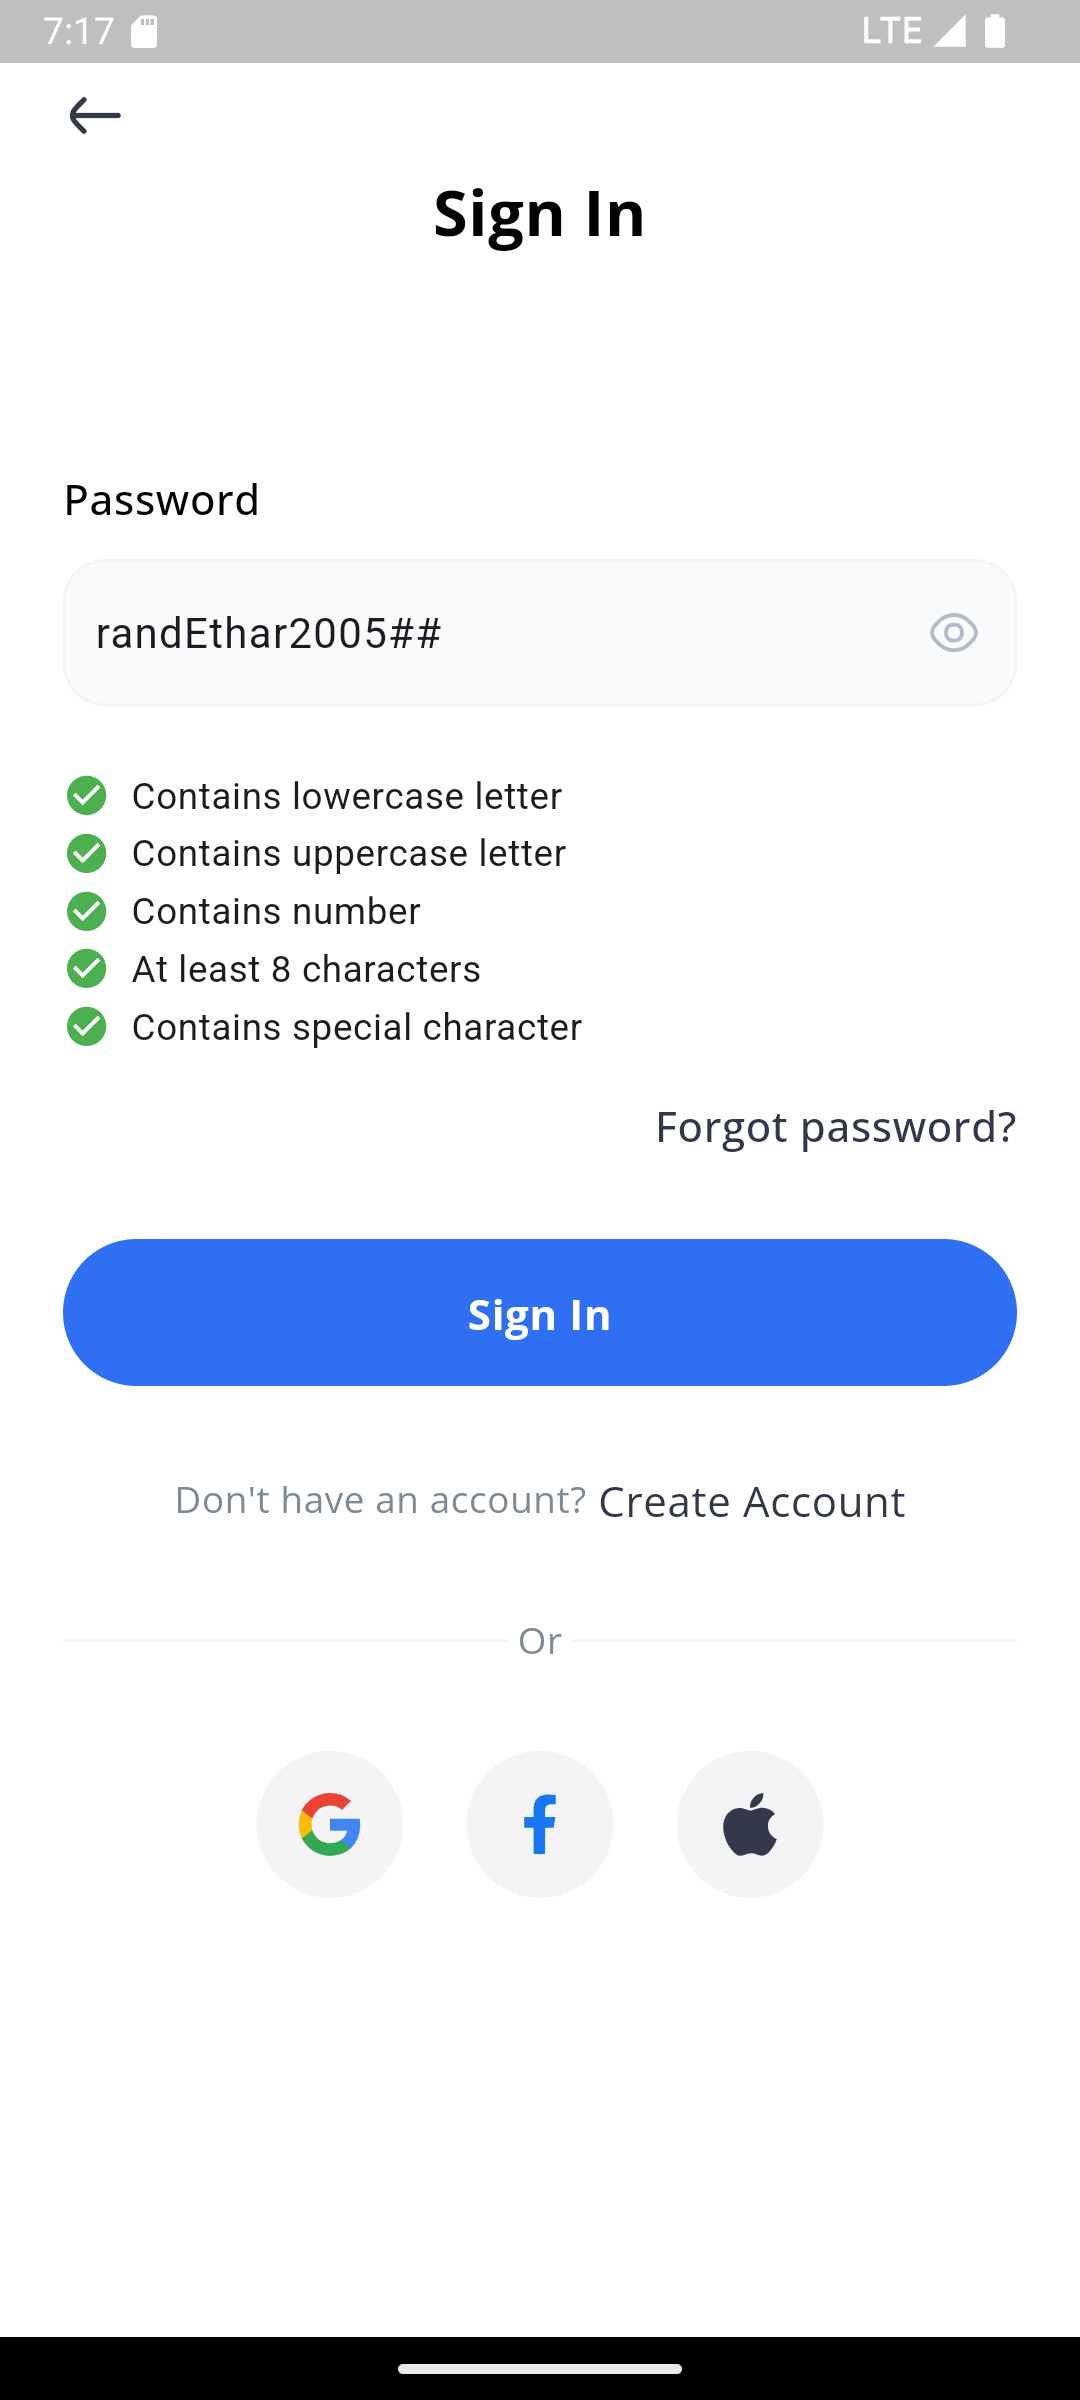 7:17 LTE
Sign In
Password
randEthar2005##
Contains lowercase letter
Contains uppercase letter
Contains number
At least 8 characters
Contains special character
Forgot password?
Sign In
Don't have an account? Create Account
Or